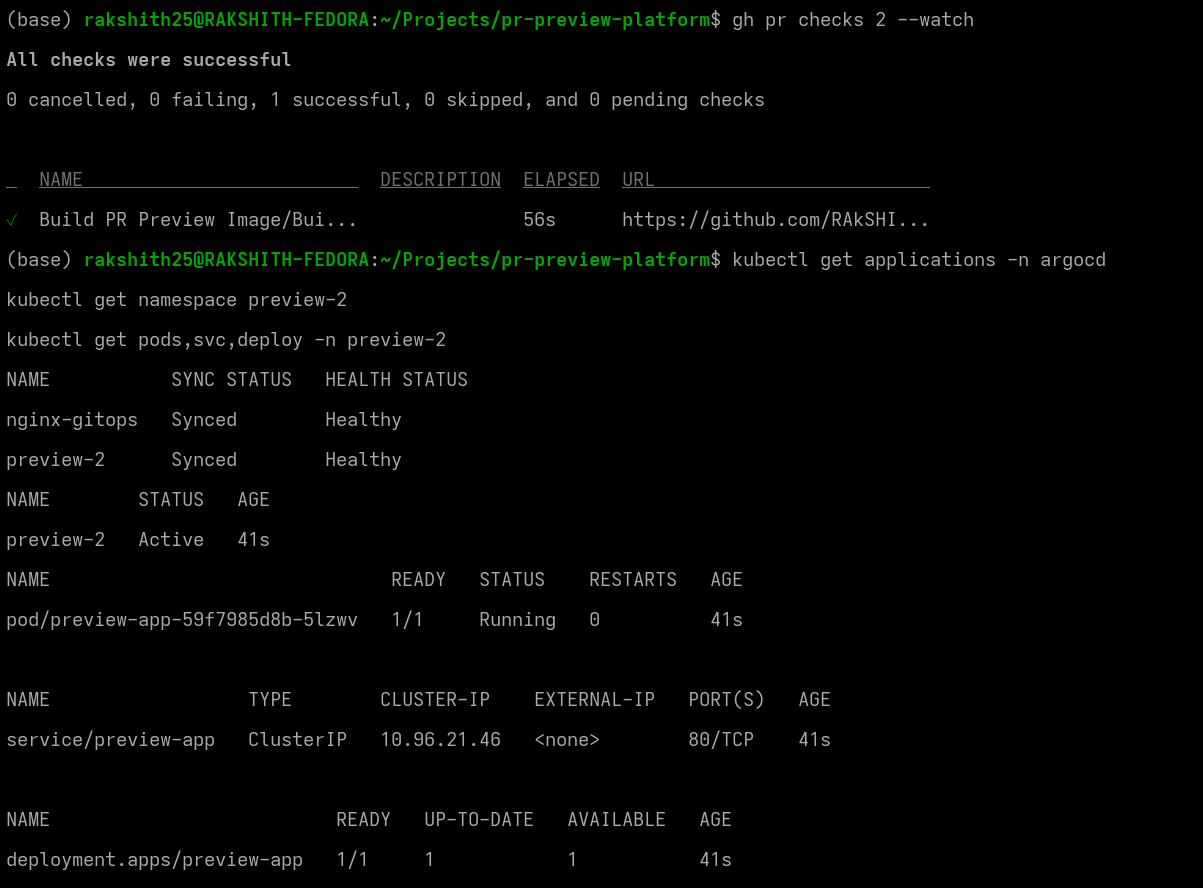 (base) rakshith25@RAKSHITH-FEDORA:~/Projects/pr-preview-platform$ gh pr checks 2 --watch
All checks were successful
0 cancelled, 0 failing, 1 successful, 0 skipped, and 0 pending checks
NAME DESCRIPTION ELAPSED URL
✓ Build PR Preview Image/Bui... 56s https://github.com/RAkSHI...
(base) rakshith25@RAKSHITH-FEDORA:~/Projects/pr-preview-platform$ kubectl get applications -n argocd
kubectl get namespace preview-2
kubectl get pods,svc,deploy -n preview-2
NAME SYNC STATUS HEALTH STATUS
nginx-gitops Synced Healthy
preview-2 Synced Healthy
NAME STATUS AGE
preview-2 Active 41s
NAME READY STATUS RESTARTS AGE
pod/preview-app-59f7985d8b-5lzwv 1/1 Running 0 41s
NAME TYPE CLUSTER-IP EXTERNAL-IP PORT(S) AGE
service/preview-app ClusterIP 10.96.21.46 <none> 80/TCP 41s
NAME READY UP-TO-DATE AVAILABLE AGE
deployment.apps/preview-app 1/1 1 1 41s